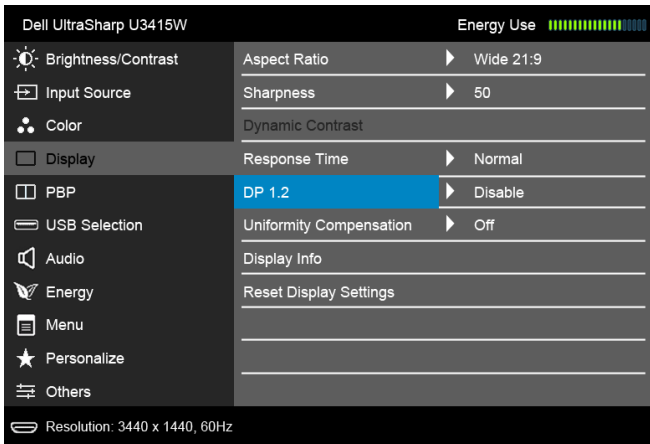 Dell UltraSharp U3415W Energy Use
Brightness/Contrast Aspect Ratio Wide 21:9
Input Source Sharpness 50
Color Dynamic Contrast
Display Response Time Normal
PBP DP 1.2 Disable
USB Selection Uniformity Compensation Off
Audio Display Info
Energy Reset Display Settings
Menu
Personalize
Others
Resolution: 3440 x 1440, 60Hz